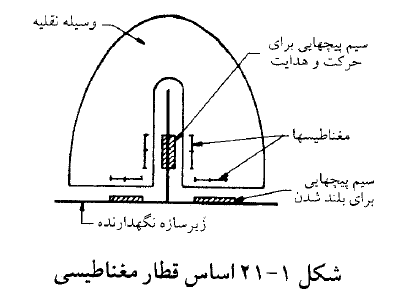 وسیله نقلیه
سیم پیچهایی برای
حرکت و هدایت
مغناطیسها
سیم پیچهایی
برای بلند شدن
زیرسازه نگهدارنده
شکل ۱-۲۱ اساس قطار مغناطیسی